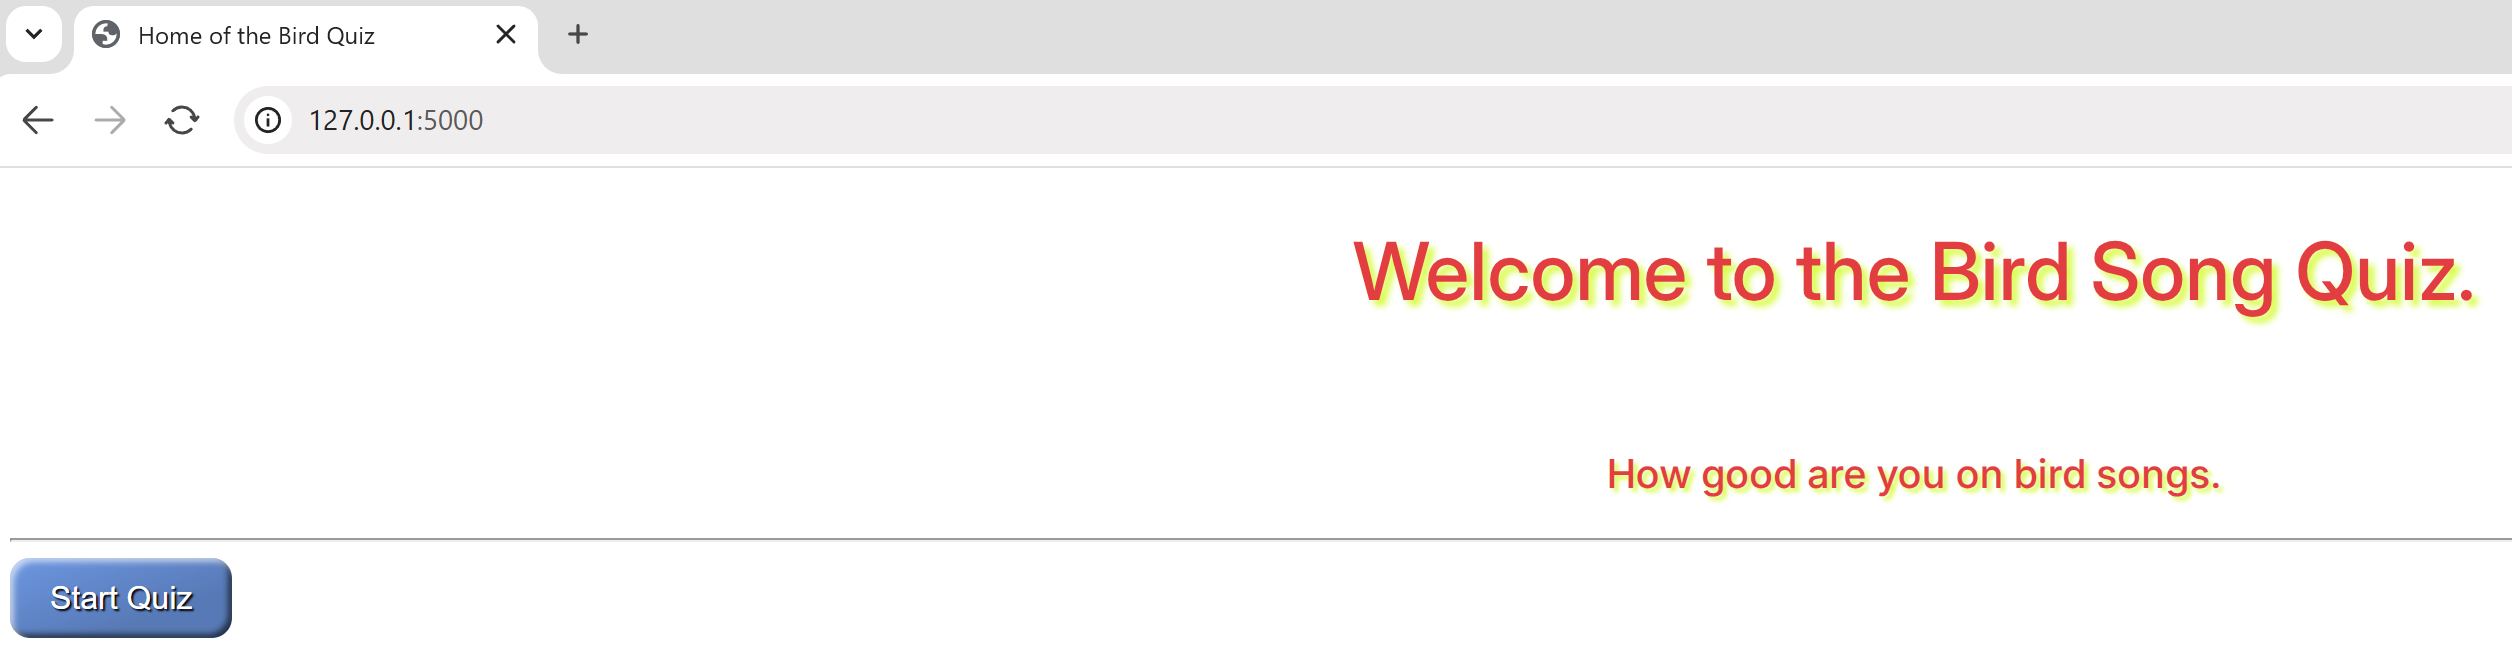 Home of the Bird Quiz
127.0.0.1:5000
Welcome to the Bird Song Quiz.
How good are you on bird songs.
Start Quiz